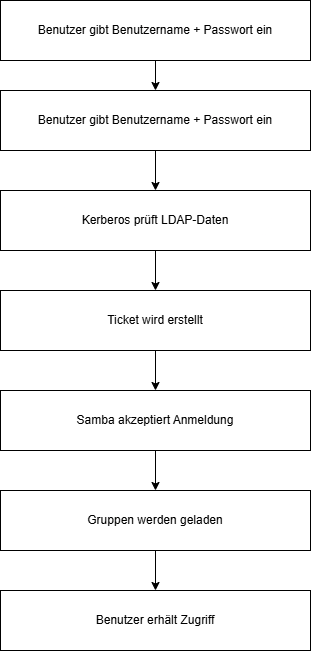 Benutzer gibt Benutzername + Passwort ein
Benutzer gibt Benutzername + Passwort ein
Kerberos prüft LDAP-Daten
Ticket wird erstellt
Samba akzeptiert Anmeldung
Gruppen werden geladen
Benutzer erhält Zugriff